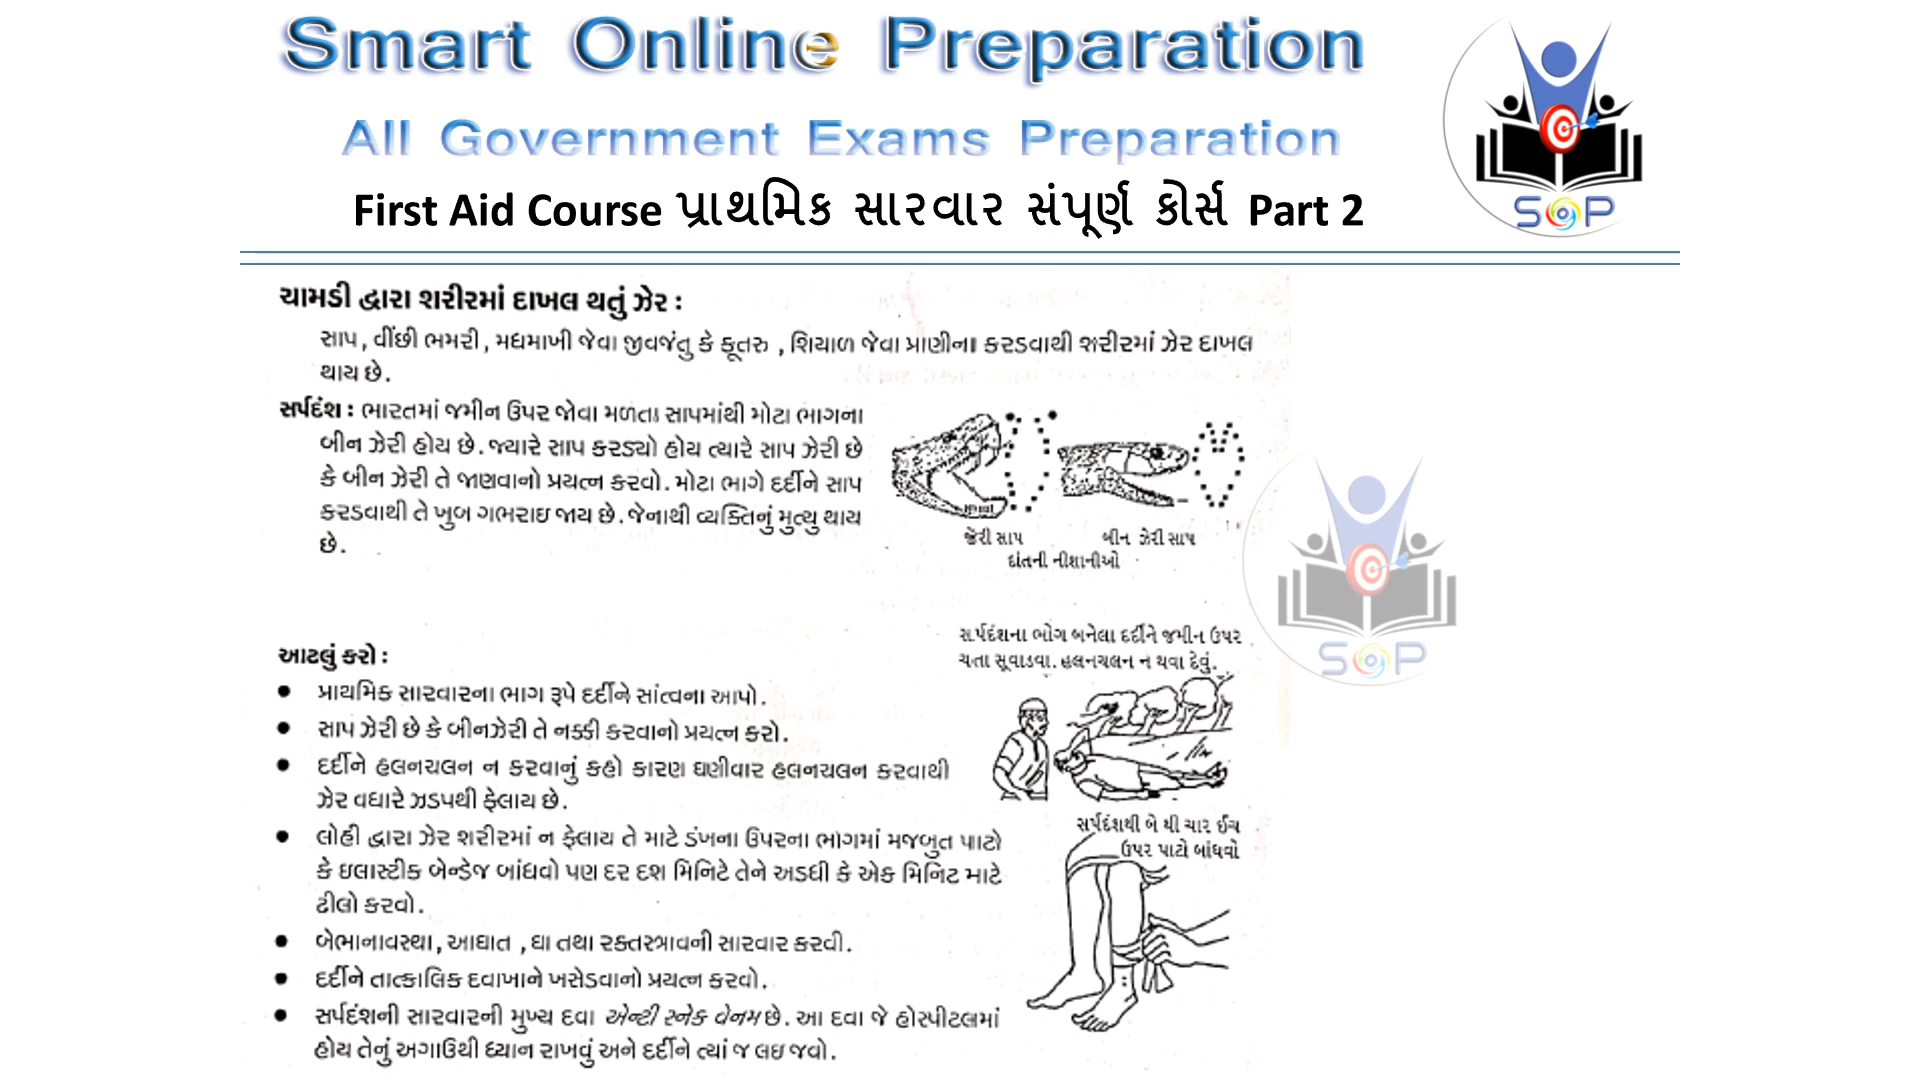 Smart Online Preparation
All Government Exams Preparation
First Aid Course પ્રાથમિક સારવાર સંપૂર્ણ કોર્સ Part 2
SOP
ચામડી દ્વારા શરીરમાં દાખલ થતું ઝેર :
સાપ, વીંછી ભમરી, મધમાખી જેવા જીવજંતુ કે કૂતરુ , શિયાળ જેવા પ્રાણીના કરડવાથી શરીરમાં ઝેર દાખલ
થાય છે.
સર્પદંશ : ભારતમાં જમીન ઉપર જોવા મળતા સાપમાંથી મોટા ભાગના
બીન ઝેરી હોય છે. જ્યારે સાપ કરડ્યો હોય ત્યારે સાપ ઝેરી છે
કે બીન ઝેરી તે જાણવાનો પ્રયત્ન કરવો. મોટા ભાગે દર્દીને સાપ
કરડવાથી તે ખુબ ગભરાઇ જાય છે. જેનાથી વ્યક્તિનું મુત્યુ થાય
છે.
ઝેરી સાપ બીન ઝેરી સાપ
દાંતની નીશાનીઓ
સર્પદંશના ભોગ બનેલા દર્દીને જમીન ઉપર
ચતા સૂવાડવા. હલનચલન ન થવા દેવું.
SOP
આટલું કરો :
● પ્રાથમિક સારવારના ભાગ રૂપે દર્દીને સાંત્વના આપો.
● સાપ ઝેરી છે કે બીનઝેરી તે નક્કી કરવાનો પ્રયત્ન કરો.
● દર્દીને હલનચલન ન કરવાનું કહો કારણ ઘણીવાર હલનચલન કરવાથી
ઝેર વધારે ઝડપથી ફેલાય છે.
● લોહી દ્વારા ઝેર શરીરમાં ન ફેલાય તે માટે ડંખના ઉપરના ભાગમાં મજબુત પાટો
કે ઇલાસ્ટીક બેન્ડેજ બાંધવો પણ દર દશ મિનિટે તેને અડધી કે એક મિનિટ માટે
ઢીલો કરવો.
સર્પદંશથી બે થી ચાર ઈંચ
ઉપર પાટો બાંધવો
● બેભાનાવસ્થા, આઘાત , ઘા તથા રક્તસ્ત્રાવની સારવાર કરવી.
● દર્દીને તાત્કાલિક દવાખાને ખસેડવાનો પ્રયત્ન કરવો.
● સર્પદંશની સારવારની મુખ્ય દવા એન્ટી સ્નેક વેનમ છે. આ દવા જે હોસ્પીટલમાં
હોય તેનું અગાઉથી ધ્યાન રાખવું અને દર્દીને ત્યાં જ લઇ જવો.